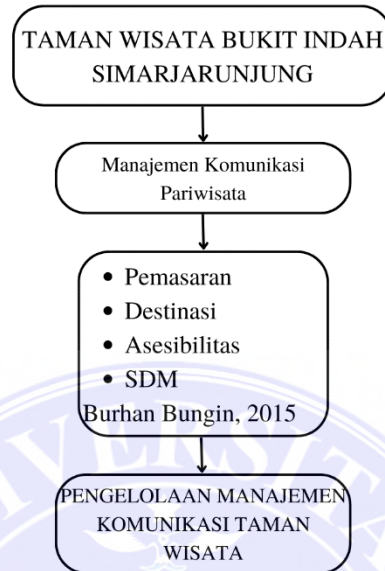 TAMAN WISATA BUKIT INDAH
SIMARJARUNJUNG
Manajemen Komunikasi
Pariwisata
• Pemasaran
• Destinasi
• Asesibilitas
• SDM
Burhan Bungin, 2015
PENGELOLAAN MANAJEMEN
KOMUNIKASI TAMAN
WISATA